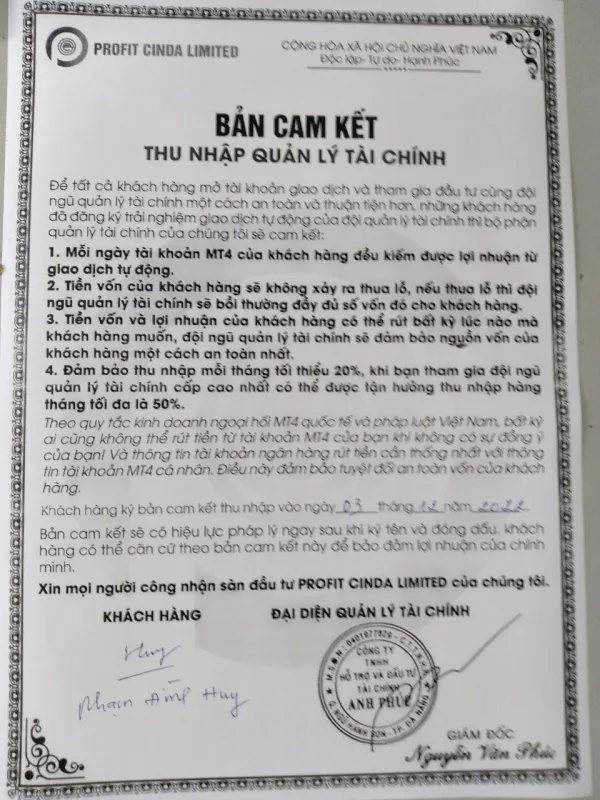 PROFIT CINDA LIMITED
CỘNG HÒA XÃ HỘI CHỦ NGHĨA VIỆT NAM
Độc lập- Tự do- Hạnh Phúc
BẢN CAM KẾT
THU NHẬP QUẢN LÝ TÀI CHÍNH
Để tất cả khách hàng mở tài khoản giao dịch và tham gia đầu tư cùng đội
ngũ quản lý tài chính một cách an toàn và thuận tiện hơn, những khách hàng
đã đăng ký trải nghiệm giao dịch tự động của đội quản lý tài chính thì bộ phận
quản lý tài chính của chúng tôi sẽ cam kết:
1. Mỗi ngày tài khoản MT4 của khách hàng đều kiếm được lợi nhuận từ
giao dịch tự động.
2. Tiền vốn của khách hàng sẽ không xảy ra thua lỗ, nếu thua lỗ thì đội
ngũ quản lý tài chính sẽ bồi thường đầy đủ số vốn đó cho khách hàng.
3. Tiền vốn và lợi nhuận của khách hàng có thể rút bất kỳ lúc nào mà
khách hàng muốn, đội ngũ quản lý tài chính sẽ đảm bảo nguồn vốn của
khách hàng một cách an toàn nhất.
4. Đảm bảo thu nhập mỗi tháng tối thiểu 20%, khi bạn tham gia đội ngũ
quản lý tài chính cấp cao nhất có thể được tận hưởng thu nhập hàng
tháng tối đa là 50%.
Theo quy tắc kinh doanh ngoại hối MT4 quốc tế và pháp luật Việt Nam, bất kỳ
ai cũng không thể rút tiền từ tài khoản MT4 của bạn khi không có sự đồng ý
của bạn! Và thông tin tài khoản ngân hàng rút tiền cần thống nhất với thông
tin tài khoản MT4 cá nhân. Điều này đảm bảo tuyệt đối an toàn vốn của khách
hàng.
Khách hàng ký bản cam kết thu nhập vào ngày 03 tháng 12 năm 2022
Bản cam kết sẽ có hiệu lực pháp lý ngay sau khi ký tên và đóng dấu, khách
hàng có thể căn cứ theo bản cam kết này để bảo đảm lợi nhuận của chính
mình.
Xin mọi người công nhận sàn đầu tư PROFIT CINDA LIMITED của chúng tôi.
KHÁCH HÀNG
ĐẠI DIỆN QUẢN LÝ TÀI CHÍNH
Huy
Phạm Huy
CÔNG TY
TNHH
HỖ TRỢ VÀ ĐẦU TƯ
TÀI CHÍNH
ANH PHÚC
Q. NGŨ HÀNH SƠN - TP. ĐÀ NẴNG
GIÁM ĐỐC
Nguyễn Văn Phúc